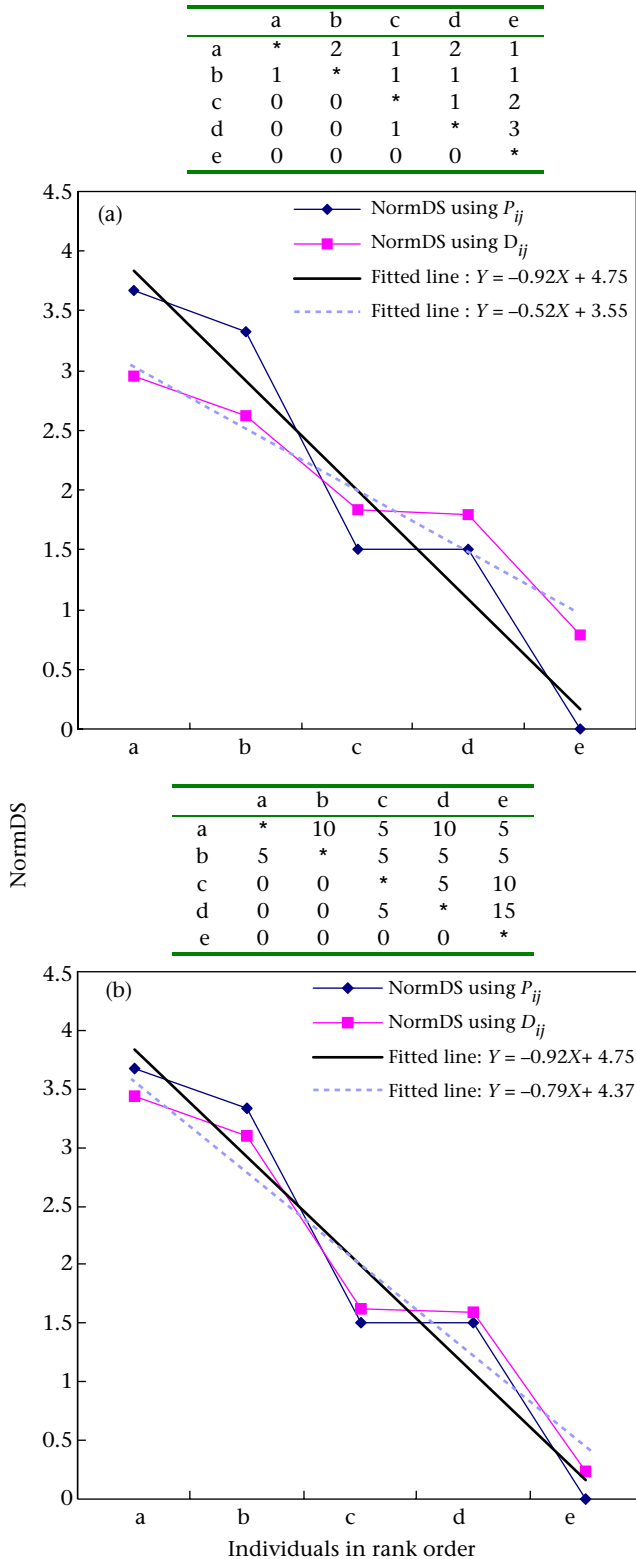 a b c d e
a * 2 1 2 1
b 1 * 1 1 1
c 0 0 * 1 2
d 0 0 1 * 3
e 0 0 0 0 *
(a)
NormDS using P_ij
NormDS using D_ij
Fitted line : Y = –0.92X + 4.75
Fitted line : Y = –0.52X + 3.55
4.5
4
3.5
3
2.5
2
1.5
1
0.5
0
a b c d e
NormDS
a b c d e
a * 10 5 10 5
b 5 * 5 5 5
c 0 0 * 5 10
d 0 0 5 * 15
e 0 0 0 0 *
(b)
NormDS using P_ij
NormDS using D_ij
Fitted line: Y = –0.92X+ 4.75
Fitted line: Y = –0.79X+ 4.37
4.5
4
3.5
3
2.5
2
1.5
1
0.5
0
a b c d e
Individuals in rank order